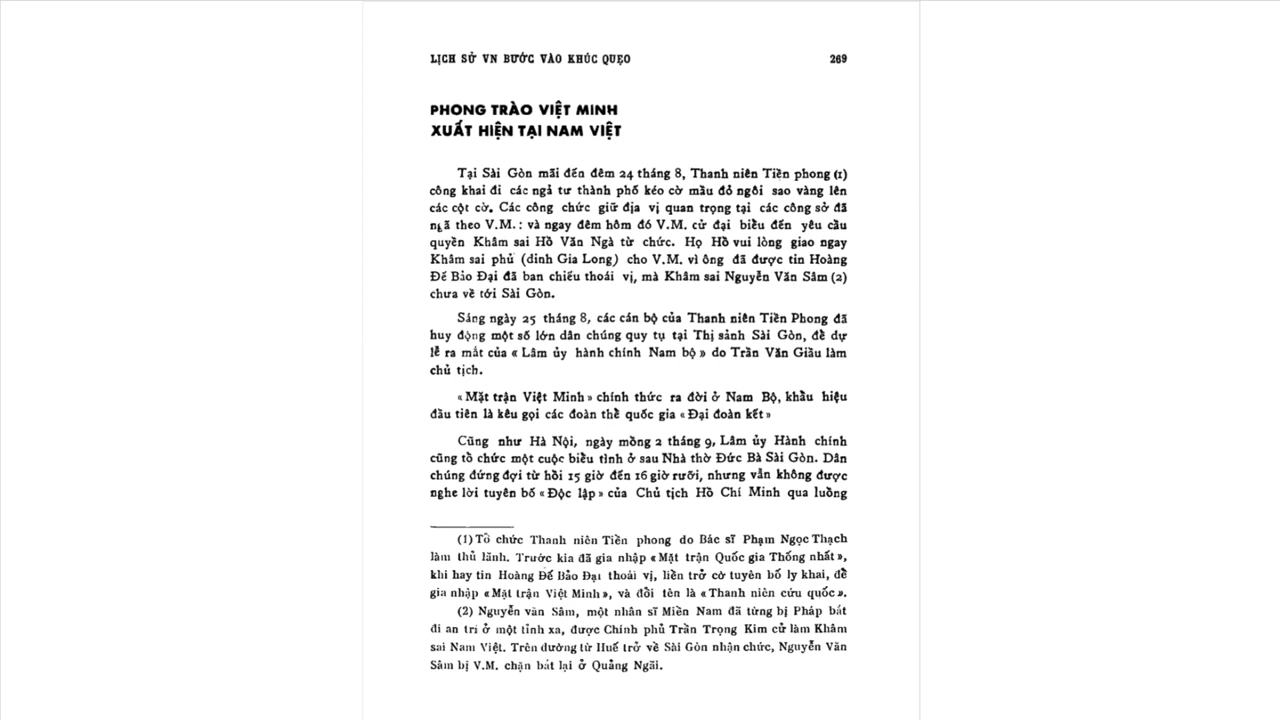 LỊCH SỬ VN BƯỚC VÀO KHÚC QUẸO 269
PHONG TRÀO VIỆT MINH
XUẤT HIỆN TẠI NAM VIỆT
Tại Sài Gòn mãi đến đêm 24 tháng 8, Thanh niên Tiền phong (1)
công khai đi các ngả tư thành phố kéo cờ mầu đỏ ngôi sao vàng lên
các cột cờ. Các công chức giữ địa vị quan trọng tại các công sở đã
ngã theo V.M.: và ngay đêm hôm đó V.M. cử đại biểu đến yêu cầu
quyền Khâm sai Hồ Văn Ngà từ chức. Họ Hồ vui lòng giao ngay
Khâm sai phủ (dinh Gia Long) cho V.M. vì ông đã được tin Hoàng
Đế Bảo Đại đã ban chiếu thoái vị, mà Khâm sai Nguyễn Văn Sâm (2)
chưa về tới Sài Gòn.
Sáng ngày 25 tháng 8, các cán bộ của Thanh niên Tiền Phong đã
huy động một số lớn dân chúng quy tụ tại Thị sảnh Sài Gòn, để dự
lễ ra mắt của « Lâm ủy hành chính Nam bộ » do Trần Văn Giầu làm
chủ tịch.
«Mặt trận Việt Minh» chính thức ra đời ở Nam Bộ, khẩu hiệu
đầu tiên là kêu gọi các đoàn thể quốc gia «Đại đoàn kết»
Cũng như Hà Nội, ngày mồng 2 tháng 9, Lâm ủy Hành chính
cũng tổ chức một cuộc biểu tình ở sau Nhà thờ Đức Bà Sài Gòn. Dân
chúng đứng đợi từ hồi 15 giờ đến 16 giờ rưỡi, nhưng vẫn không được
nghe lời tuyên bố «Độc lập» của Chủ tịch Hồ Chí Minh qua luồng
(1) Tổ chức Thanh niên Tiền phong do Bác sĩ Phạm Ngọc Thạch
làm thủ lãnh. Trước kia đã gia nhập «Mặt trận Quốc gia Thống nhất»,
khi hay tin Hoàng Đế Bảo Đại thoái vị, liền trở cờ tuyên bố ly khai, để
gia nhập «Mặt trận Việt Minh», và đổi tên là «Thanh niên cứu quốc».
(2) Nguyễn văn Sâm, một nhân sĩ Miền Nam đã từng bị Pháp bắt
đi an trí ở một tỉnh xa, được Chính phủ Trần Trọng Kim cử làm Khâm
sai Nam Việt. Trên đường từ Huế trở về Sài Gòn nhận chức, Nguyễn Văn
Sâm bị V.M. chặn bắt lại ở Quảng Ngãi.